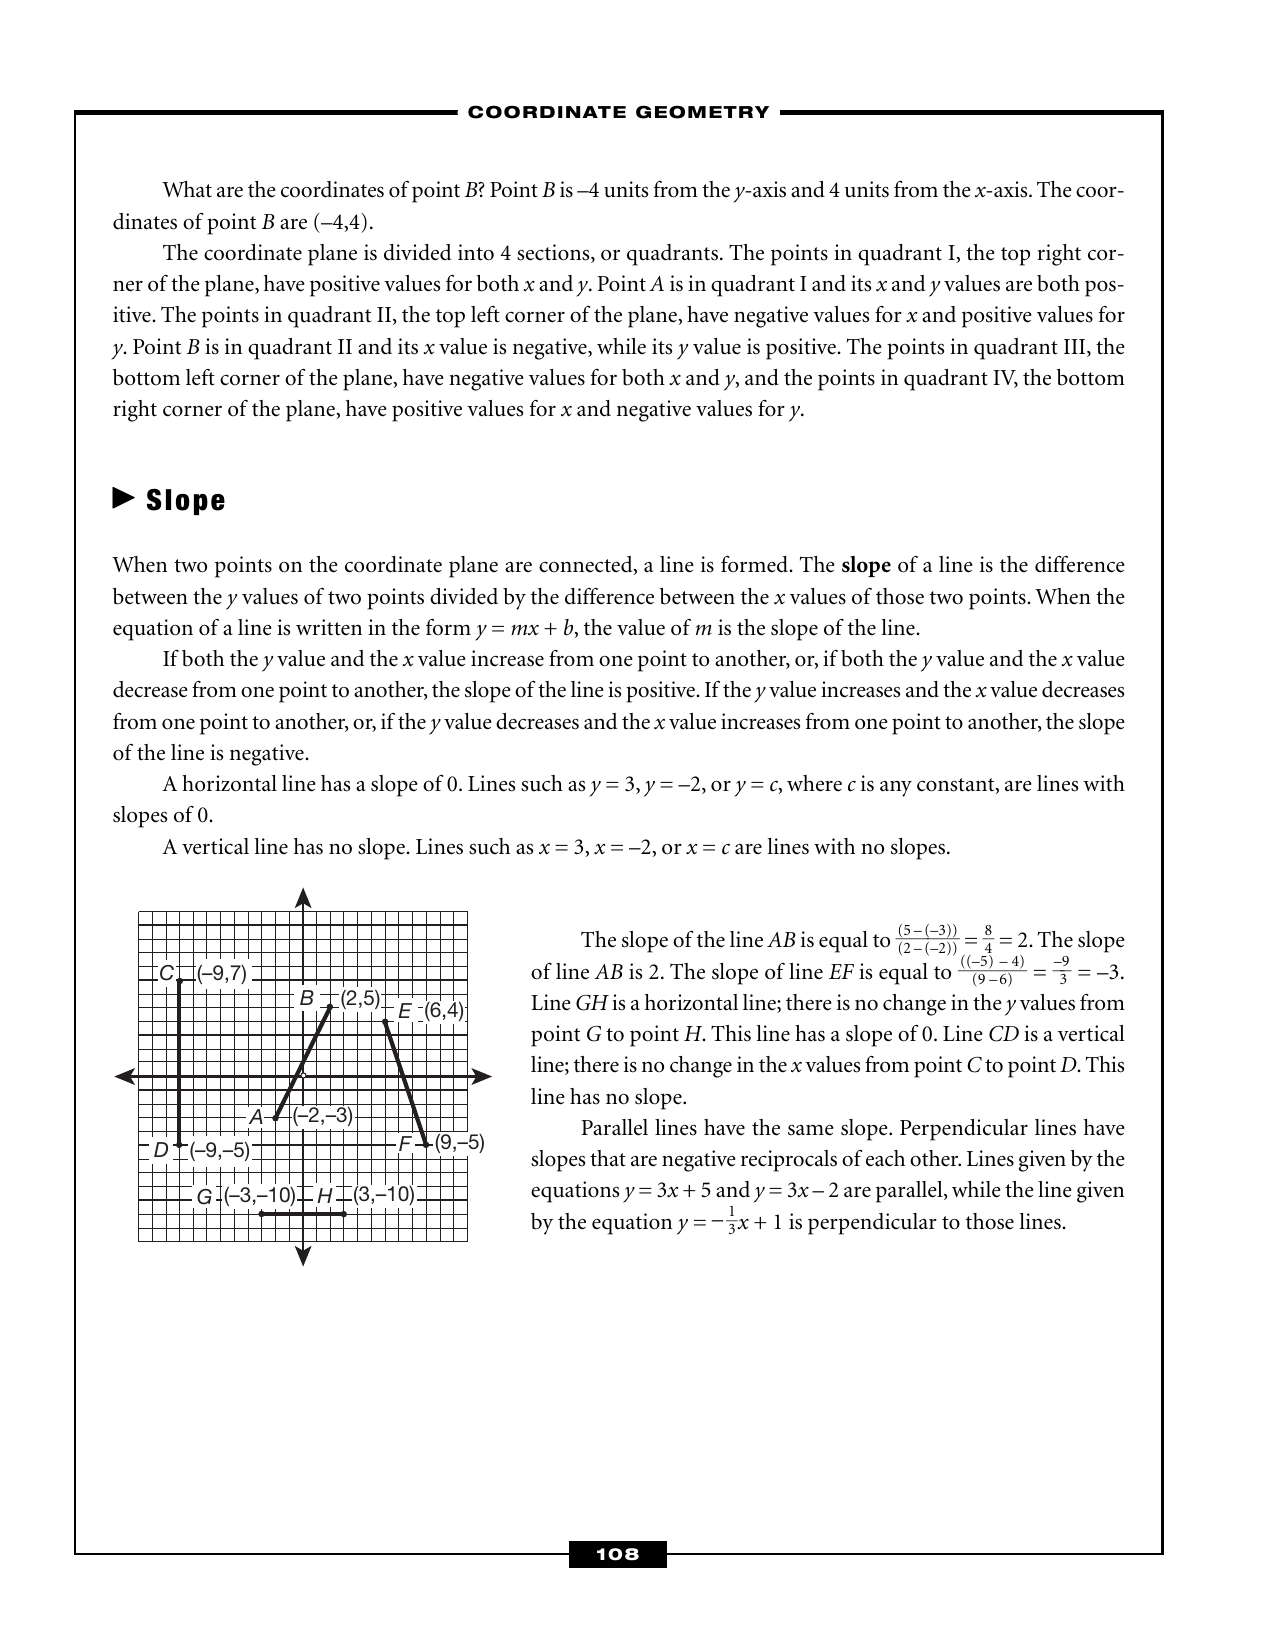 COORDINATE GEOMETRY
What are the coordinates of point B? Point B is –4 units from the y-axis and 4 units from the x-axis. The coor-
dinates of point B are (–4,4).
The coordinate plane is divided into 4 sections, or quadrants. The points in quadrant I, the top right cor-
ner of the plane, have positive values for both x and y. Point A is in quadrant I and its x and y values are both pos-
itive. The points in quadrant II, the top left corner of the plane, have negative values for x and positive values for
y. Point B is in quadrant II and its x value is negative, while its y value is positive. The points in quadrant III, the
bottom left corner of the plane, have negative values for both x and y, and the points in quadrant IV, the bottom
right corner of the plane, have positive values for x and negative values for y.
Slope
When two points on the coordinate plane are connected, a line is formed. The slope of a line is the difference
between the y values of two points divided by the difference between the x values of those two points. When the
equation of a line is written in the form y = mx + b, the value of m is the slope of the line.
If both the y value and the x value increase from one point to another, or, if both the y value and the x value
decrease from one point to another, the slope of the line is positive. If the y value increases and the x value decreases
from one point to another, or, if the y value decreases and the x value increases from one point to another, the slope
of the line is negative.
A horizontal line has a slope of 0. Lines such as y = 3, y = –2, or y = c, where c is any constant, are lines with
slopes of 0.
A vertical line has no slope. Lines such as x = 3, x = –2, or x = c are lines with no slopes.
C (–9,7)
B (2,5)
E (6,4)
A (–2,–3)
D (–9,–5)
F (9,–5)
G (–3,–10) H (3,–10)
The slope of the line AB is equal to (5 – (–3))/(2 – (–2)) = 8/4 = 2. The slope
of line AB is 2. The slope of line EF is equal to ((–5) – 4)/(9 – 6) = –9/3 = –3.
Line GH is a horizontal line; there is no change in the y values from
point G to point H. This line has a slope of 0. Line CD is a vertical
line; there is no change in the x values from point C to point D. This
line has no slope.
Parallel lines have the same slope. Perpendicular lines have
slopes that are negative reciprocals of each other. Lines given by the
equations y = 3x + 5 and y = 3x – 2 are parallel, while the line given
by the equation y = –1/3x + 1 is perpendicular to those lines.
108